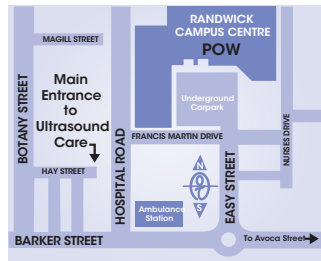 RANDWICK
CAMPUS CENTRE
POW
MAGILL STREET
Main
Entrance
to
Ultrasound
Care
Underground
Carpark
BOTANY STREET
HOSPITAL ROAD
FRANCIS MARTIN DRIVE
NURSES DRIVE
HAY STREET
N
S
EASY STREET
Ambulance
Station
BARKER STREET
To Avoca Street